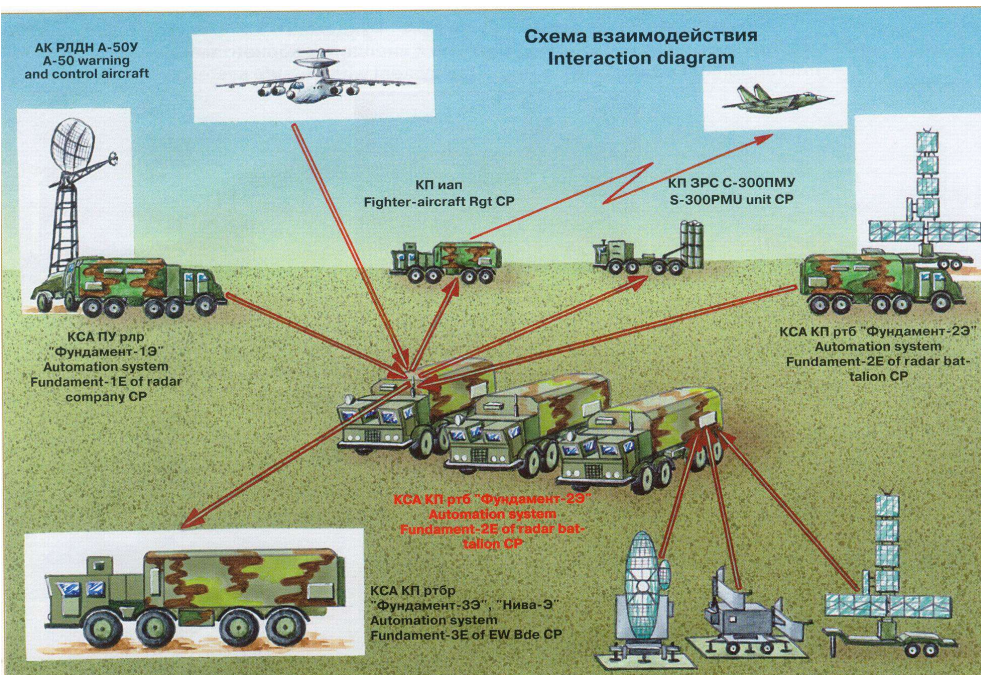 АК РЛДН А-50У
A-50 warning
and control aircraft
Схема взаимодействия
Interaction diagram
КП иап
Fighter-aircraft Rgt CP
КП ЗРС С-300ПМУ
S-300PMU unit CP
КСА ПУ рлр
"Фундамент-1Э"
Automation system
Fundament-1E of radar
company CP
КСА КП ртб "Фундамент-2Э"
Automation system
Fundament-2E of radar bat-
talion CP
КСА КП ртб "Фундамент-2Э"
Automation system
Fundament-2E of radar bat-
talion CP
КСА КП ртбр
"Фундамент-3Э", "Нива-Э"
Automation system
Fundament-3E of EW Bde CP